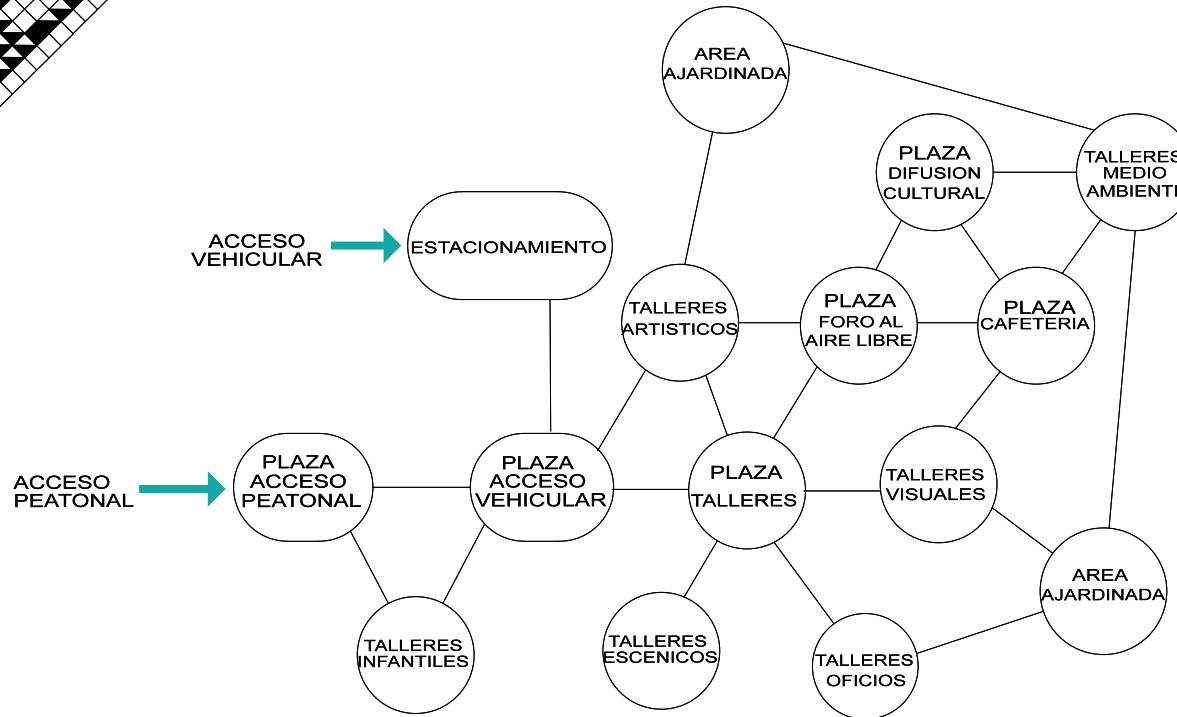 AREA
AJARDINADA
PLAZA
DIFUSION
CULTURAL
TALLERES
MEDIO
AMBIENTE
ACCESO
VEHICULAR
ESTACIONAMIENTO
TALLERES
ARTISTICOS
PLAZA
FORO AL
AIRE LIBRE
PLAZA
CAFETERIA
ACCESO
PEATONAL
PLAZA
ACCESO
PEATONAL
PLAZA
ACCESO
VEHICULAR
PLAZA
TALLERES
TALLERES
VISUALES
AREA
AJARDINADA
TALLERES
INFANTILES
TALLERES
ESCENICOS
TALLERES
OFICIOS